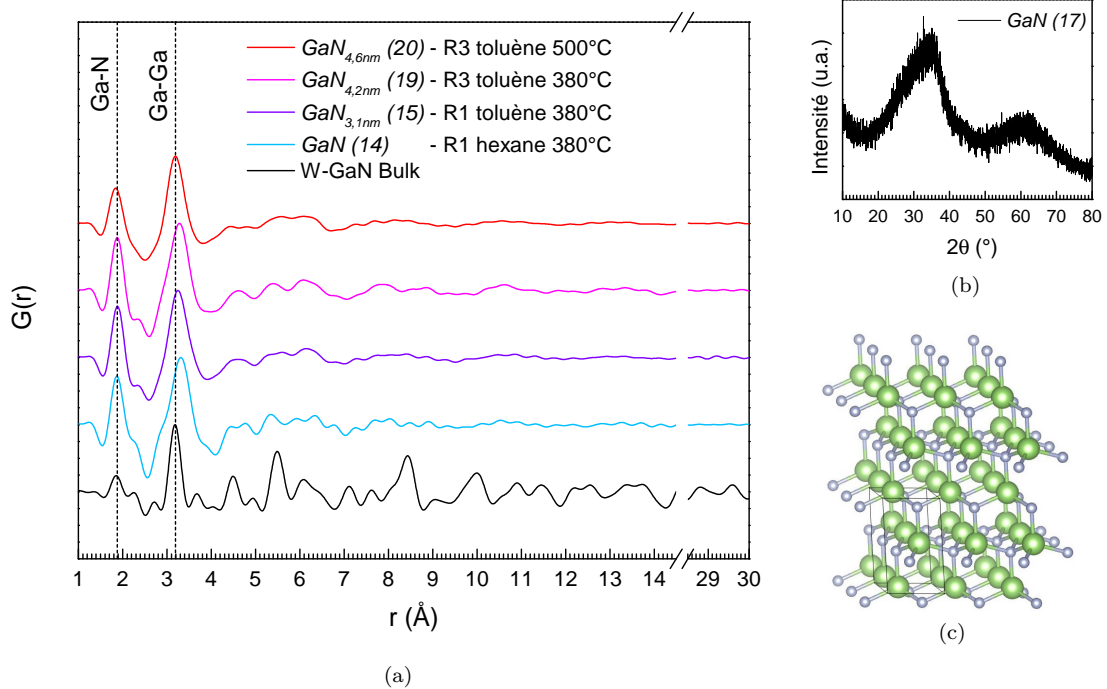 Ga-N
Ga-Ga
GaN4,6nm (20) - R3 toluène 500°C
GaN4,2nm (19) - R3 toluène 380°C
GaN3,1nm (15) - R1 toluène 380°C
GaN (14) - R1 hexane 380°C
W-GaN Bulk
G(r)
1 2 3 4 5 6 7 8 9 10 11 12 13 14 29 30
r (Å)
(a)
GaN (17)
Intensité (u.a.)
10 20 30 40 50 60 70 80
2θ (°)
(b)
(c)